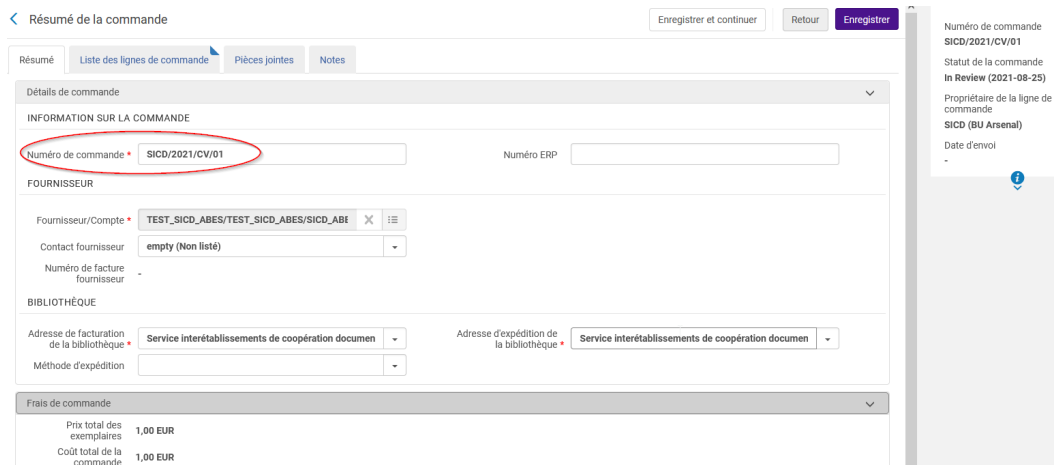 Résumé de la commande
Enregistrer et continuer
Retour
Enregistrer
Résumé
Liste des lignes de commande
Pièces jointes
Notes
Détails de commande
INFORMATION SUR LA COMMANDE
Numéro de commande * SICD/2021/CV/01
Numéro ERP
FOURNISSEUR
Fournisseur/Compte * TEST_SICD_ABES/TEST_SICD_ABES/SICD_ABE
Contact fournisseur empty (Non listé)
Numéro de facture
fournisseur -
BIBLIOTHÈQUE
Adresse de facturation
de la bibliothèque * Service interétablissements de coopération documen
Adresse d'expédition de
la bibliothèque * Service interétablissements de coopération documen
Méthode d'expédition
Frais de commande
Prix total des
exemplaires 1,00 EUR
Coût total de la
commande 1,00 EUR
Numéro de commande
SICD/2021/CV/01
Statut de la commande
In Review (2021-08-25)
Propriétaire de la ligne de
commande
SICD (BU Arsenal)
Date d'envoi
-